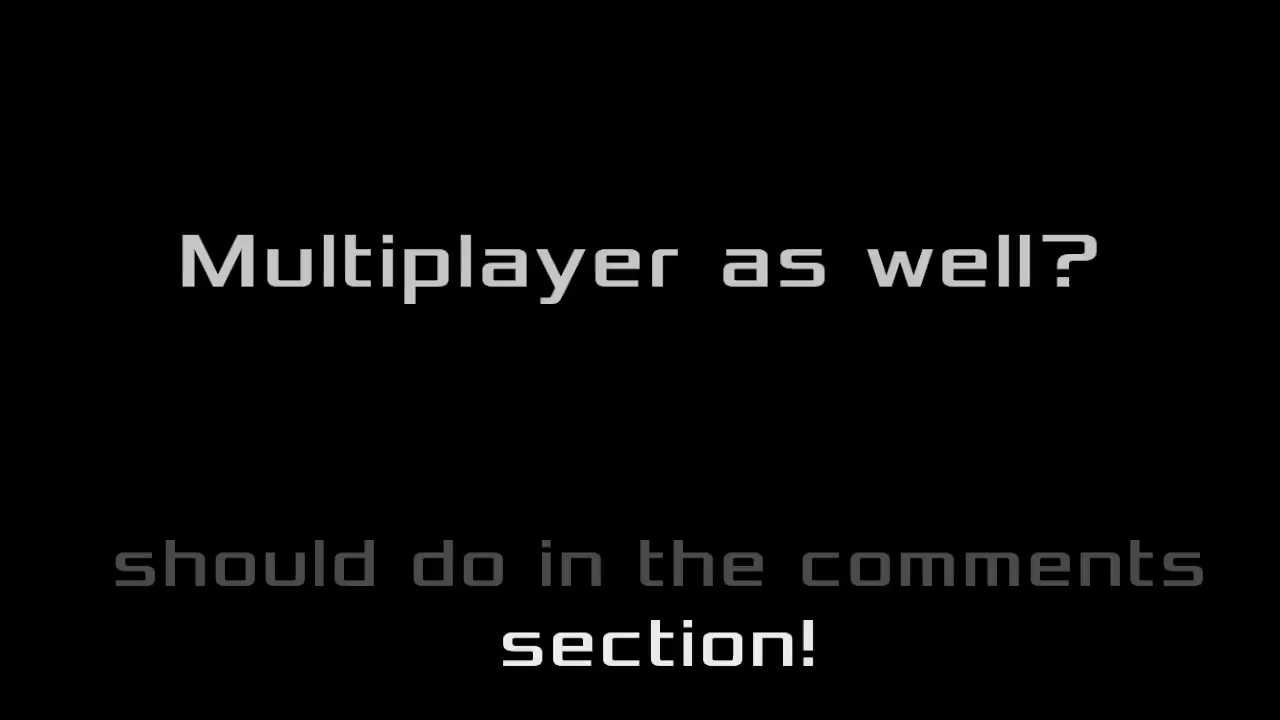 Multiplayer as well?
should do in the comments
section!